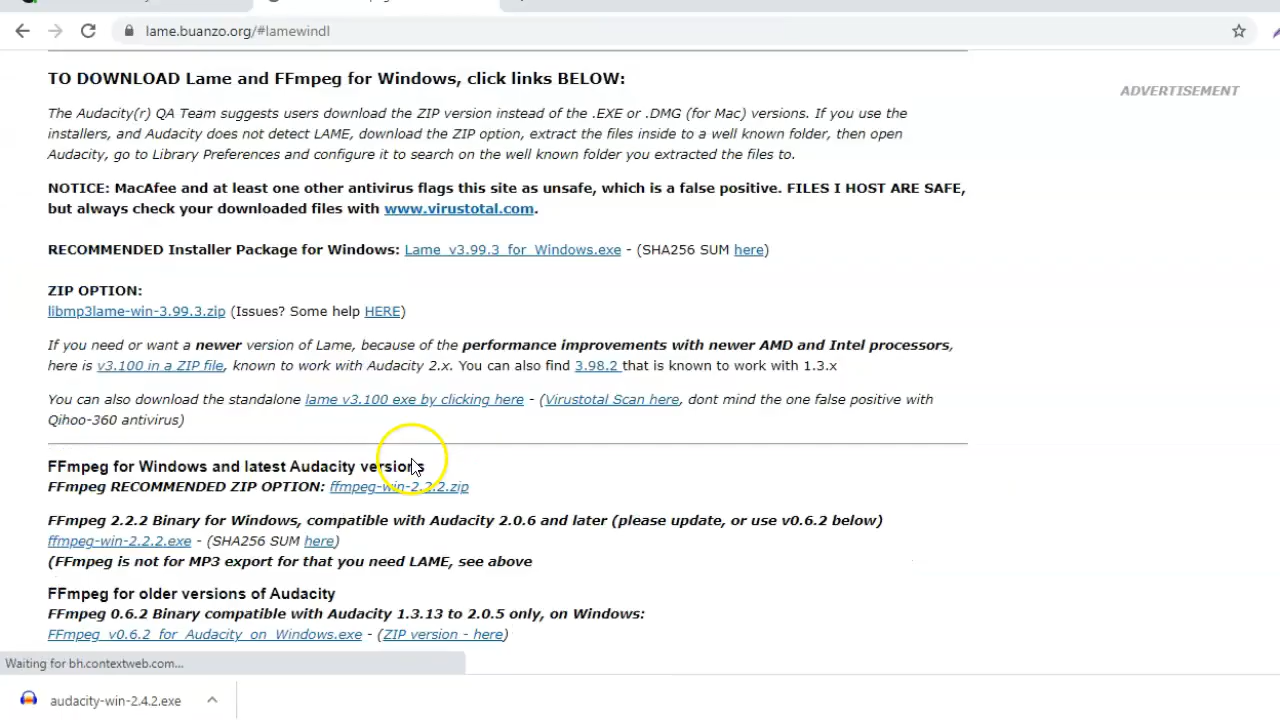 lame.buanzo.org/#lamewindl
TO DOWNLOAD Lame and FFmpeg for Windows, click links BELOW:
ADVERTISEMENT
The Audacity(r) QA Team suggests users download the ZIP version instead of the .EXE or .DMG (for Mac) versions. If you use the
installers, and Audacity does not detect LAME, download the ZIP option, extract the files inside to a well known folder, then open
Audacity, go to Library Preferences and configure it to search on the well known folder you extracted the files to.
NOTICE: MacAfee and at least one other antivirus flags this site as unsafe, which is a false positive. FILES I HOST ARE SAFE,
but always check your downloaded files with www.virustotal.com.
RECOMMENDED Installer Package for Windows: Lame_v3.99.3_for_Windows.exe - (SHA256 SUM here)
ZIP OPTION:
libmp3lame-win-3.99.3.zip (Issues? Some help HERE)
If you need or want a newer version of Lame, because of the performance improvements with newer AMD and Intel processors,
here is v3.100 in a ZIP file, known to work with Audacity 2.x. You can also find 3.98.2 that is known to work with 1.3.x
You can also download the standalone lame v3.100 exe by clicking here - (Virustotal Scan here, dont mind the one false positive with
Qihoo-360 antivirus)
FFmpeg for Windows and latest Audacity versions
FFmpeg RECOMMENDED ZIP OPTION: ffmpeg-win-2.2.2.zip
FFmpeg 2.2.2 Binary for Windows, compatible with Audacity 2.0.6 and later (please update, or use v0.6.2 below)
ffmpeg-win-2.2.2.exe - (SHA256 SUM here)
(FFmpeg is not for MP3 export for that you need LAME, see above
FFmpeg for older versions of Audacity
FFmpeg 0.6.2 Binary compatible with Audacity 1.3.13 to 2.0.5 only, on Windows:
FFmpeg_v0.6.2_for_Audacity_on_Windows.exe - (ZIP version - here)
Waiting for bh.contextweb.com...
audacity-win-2.4.2.exe